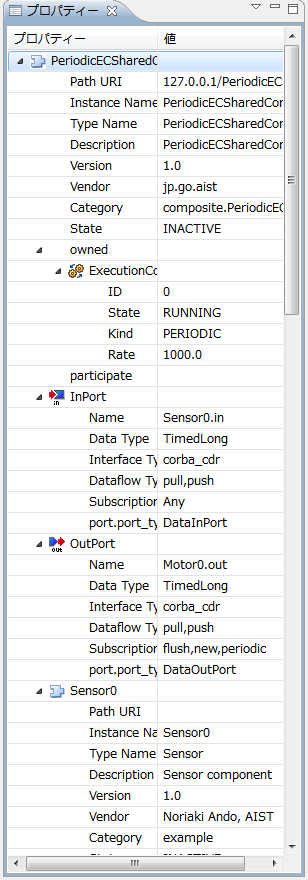 プロパティー
プロパティー 値
PeriodicECSharedC
Path URI 127.0.0.1/PeriodicEC
Instance Name PeriodicECSharedCor
Type Name PeriodicECSharedCor
Description PeriodicECSharedCor
Version 1.0
Vendor jp.go.aist
Category composite.PeriodicEC
State INACTIVE
owned
ExecutionCo
ID 0
State RUNNING
Kind PERIODIC
Rate 1000.0
participate
InPort
Name Sensor0.in
Data Type TimedLong
Interface Ty corba_cdr
Dataflow Ty pull,push
Subscription Any
port.port_ty DataInPort
OutPort
Name Motor0.out
Data Type TimedLong
Interface Ty corba_cdr
Dataflow Ty pull,push
Subscription flush,new,periodic
port.port_ty DataOutPort
Sensor0
Path URI
Instance Na Sensor0
Type Name Sensor
Description Sensor component
Version 1.0
Vendor Noriaki Ando, AIST
Category example